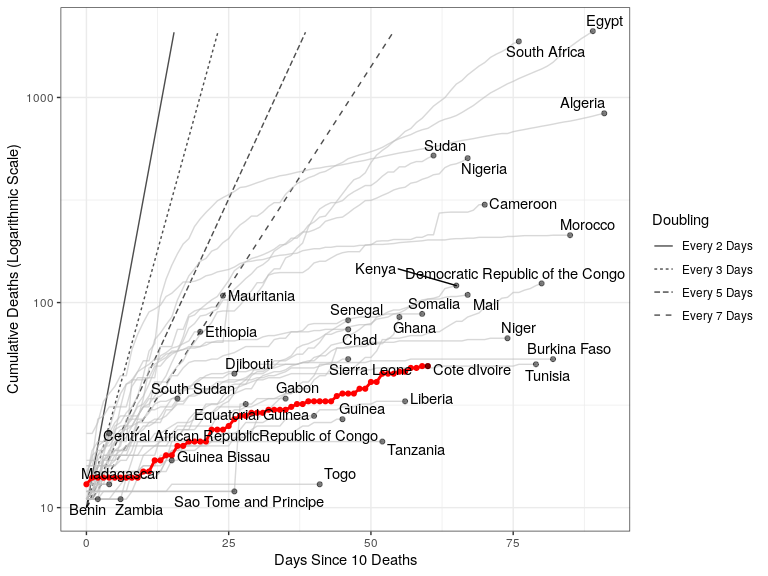 Egypt
South Africa
1000
Algeria
Sudan
Nigeria
Cameroon
Morocco
Kenya
Democratic Republic of the Congo
Mauritania
100
Senegal
Somalia
Mali
Ethiopia
Chad
Ghana
Niger
Burkina Faso
Djibouti
Sierra Leone
Cote dIvoire
Tunisia
South Sudan
Gabon
Liberia
Equatorial Guinea
Guinea
Central African Republic
Republic of Congo
Tanzania
Guinea Bissau
Madagascar
Togo
Sao Tome and Principe
Benin
Zambia
10
0
25
50
75
Days Since 10 Deaths
Cumulative Deaths (Logarithmic Scale)
Doubling
Every 2 Days
Every 3 Days
Every 5 Days
Every 7 Days